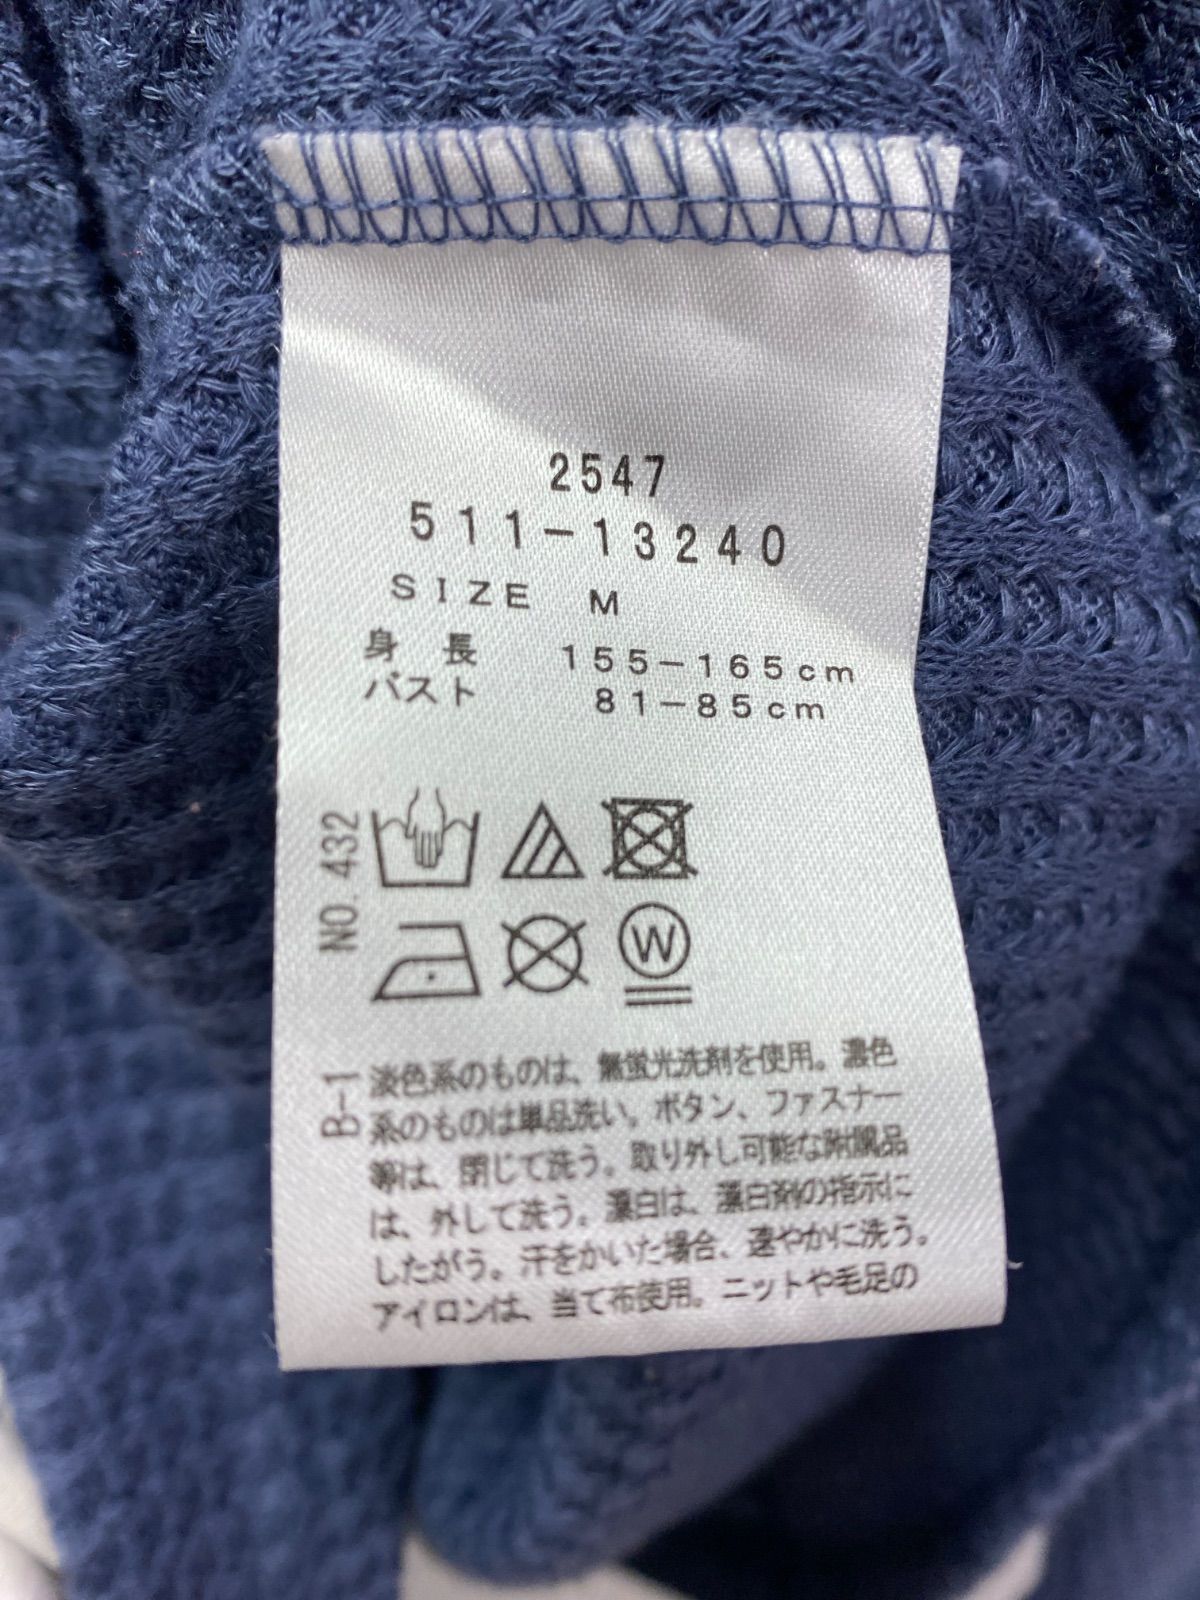 2547
511-13240
SIZE M
身長 155-165cm
バスト 81-85cm
NO. 432
W
B-1
淡色系のものは、無蛍光洗剤を使用。濃色
系のものは単品洗い。ボタン、ファスナー
等は、閉じて洗う。取り外し可能な附属品
は、外して洗う。漂白は、漂白剤の指示に
したがう。汗をかいた場合、速やかに洗う。
アイロンは、当て布使用。ニットや毛足の